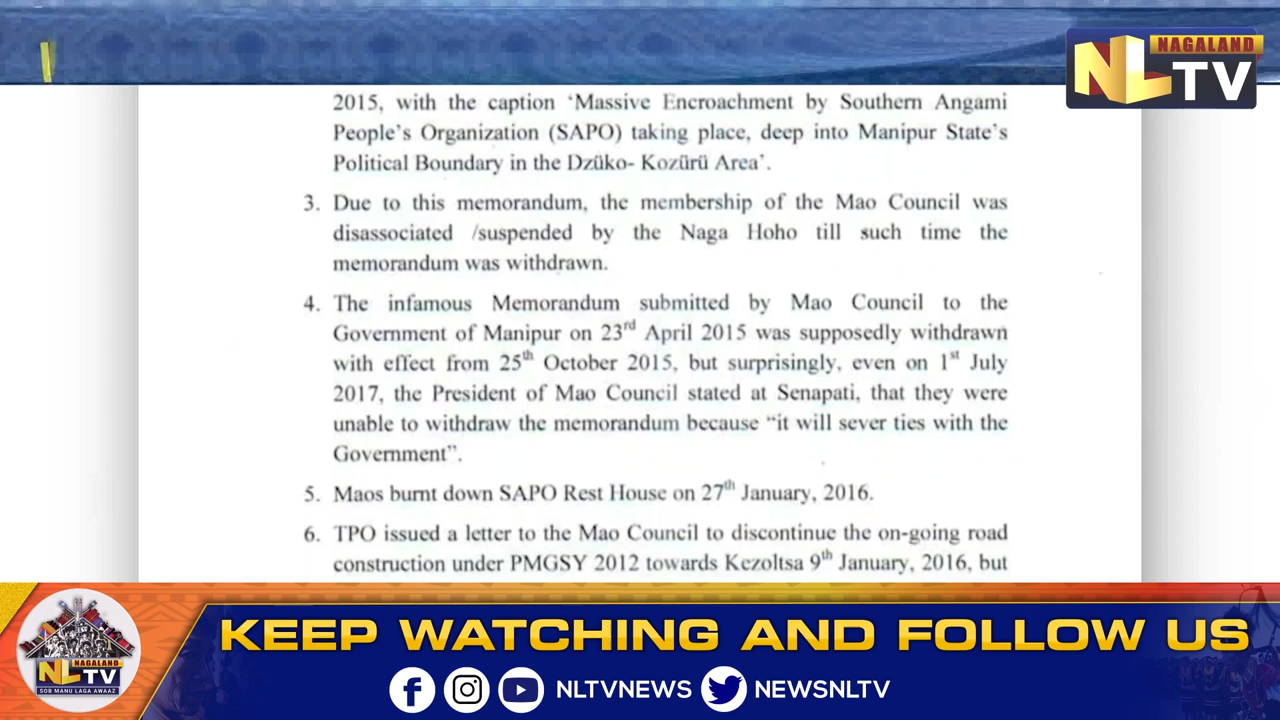 NAGALAND
NLTV
2015, with the caption ‘Massive Encroachment by Southern Angami
People’s Organization (SAPO) taking place, deep into Manipur State’s
Political Boundary in the Dzüko- Kozürü Area’.
3. Due to this memorandum, the membership of the Mao Council was
disassociated /suspended by the Naga Hoho till such time the
memorandum was withdrawn.
4. The infamous Memorandum submitted by Mao Council to the
Government of Manipur on 23rd April 2015 was supposedly withdrawn
with effect from 25th October 2015, but surprisingly, even on 1st July
2017, the President of Mao Council stated at Senapati, that they were
unable to withdraw the memorandum because “it will sever ties with the
Government”.
5. Maos burnt down SAPO Rest House on 27th January, 2016.
6. TPO issued a letter to the Mao Council to discontinue the on-going road
construction under PMGSY 2012 towards Kezoltsa 9th January, 2016, but
KEEP WATCHING AND FOLLOW US
NLTVNEWS NEWSNLTV
NAGALAND
NLTV
SOB MANU LAGA AWAAZ